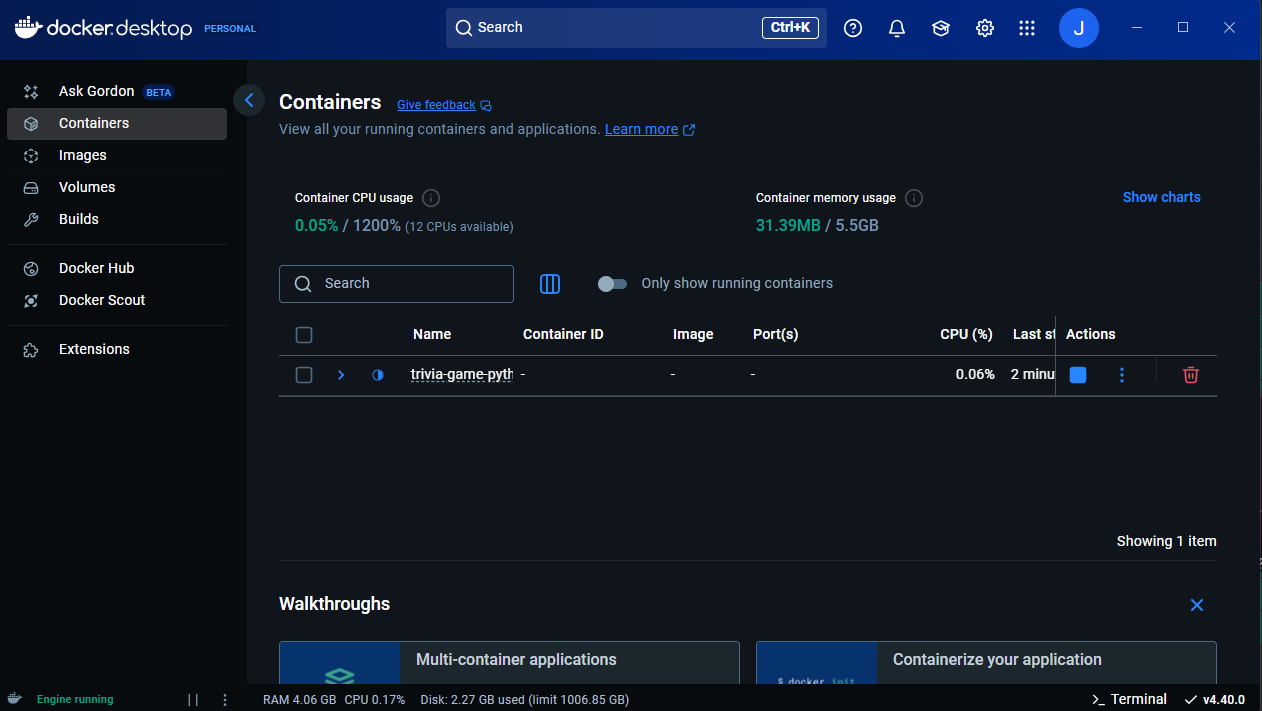 docker.desktop PERSONAL
Search
Ctrl+K
J
Ask Gordon BETA
Containers
Images
Volumes
Builds
Docker Hub
Docker Scout
Extensions
Containers Give feedback
View all your running containers and applications. Learn more
Container CPU usage
0.05% / 1200% (12 CPUs available)
Container memory usage
31.39MB / 5.5GB
Show charts
Search
Only show running containers
Name Container ID Image Port(s) CPU (%) Last st Actions
trivia-game-pyth - - - 0.06% 2 minu
Showing 1 item
Walkthroughs
Multi-container applications
Containerize your application
$ docker init
Engine running
RAM 4.06 GB CPU 0.17% Disk: 2.27 GB used (limit 1006.85 GB)
>_ Terminal
v4.40.0